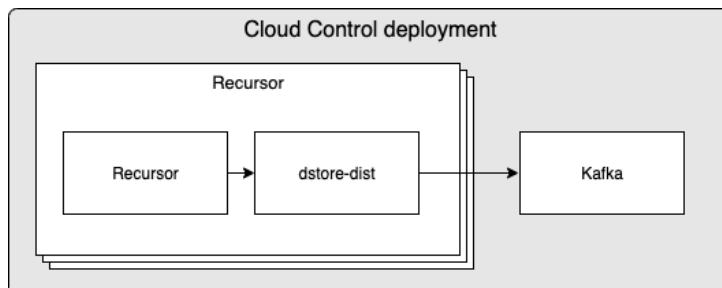 Cloud Control deployment
Recursor
Recursor
dstore-dist
Kafka